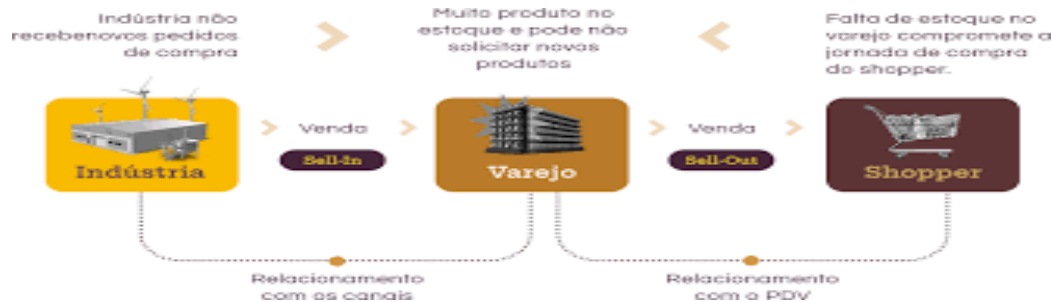 Indústria não
recebenovos pedidos
de compra
Muito produto no
estoque e pode não
solicitar novos
produtos
Falta de estoque no
varejo compromete a
jornada de compra
do shopper.
Indústria
Venda
Sell-In
Varejo
Venda
Sell-Out
Shopper
Relacionamento
com os canais
Relacionamento
com o PDV